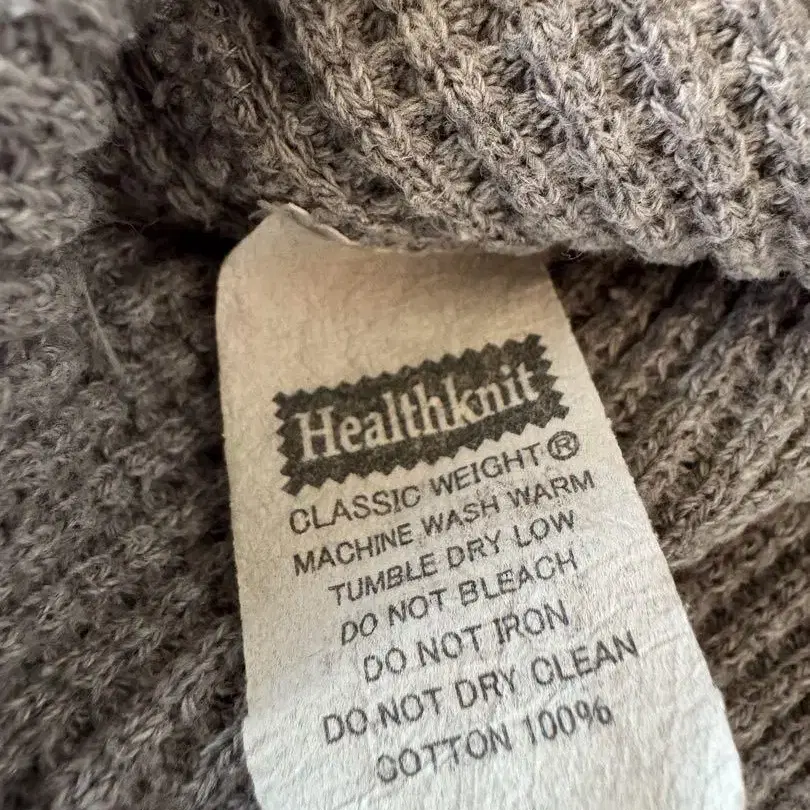 Healthknit
CLASSIC WEIGHT®
MACHINE WASH WARM
TUMBLE DRY LOW
DO NOT BLEACH
DO NOT IRON
DO NOT DRY CLEAN
COTTON 100%